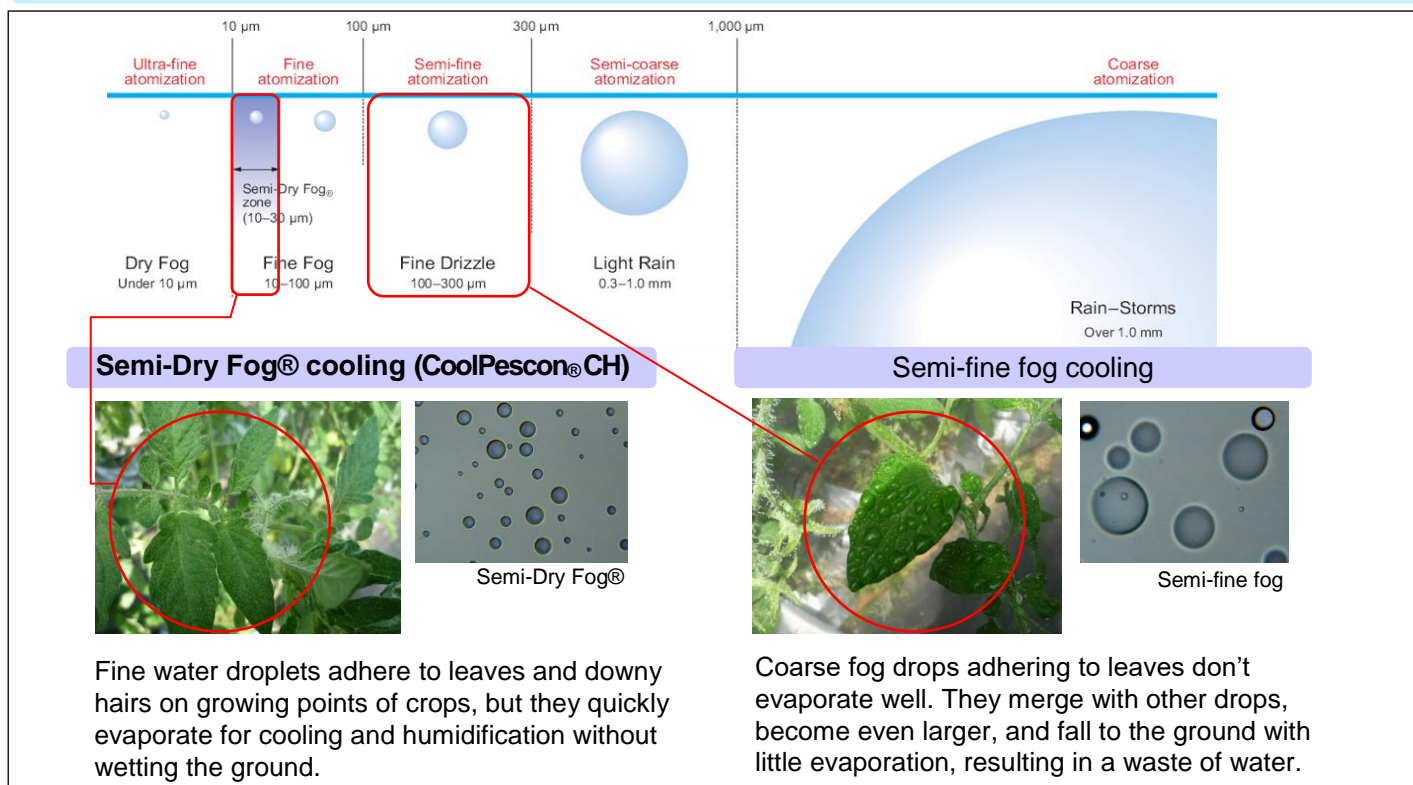 10 μm
100 μm
300 μm
1,000 μm
Ultra-fine
atomization
Fine
atomization
Semi-fine
atomization
Semi-coarse
atomization
Coarse
atomization
Semi-Dry Fog®
zone
(10–30 μm)
Dry Fog
Under 10 μm
Fine Fog
10–100 μm
Fine Drizzle
100–300 μm
Light Rain
0.3–1.0 mm
Rain–Storms
Over 1.0 mm
Semi-Dry Fog® cooling (CoolPescon® CH)
Semi-fine fog cooling
Semi-Dry Fog®
Semi-fine fog
Fine water droplets adhere to leaves and downy
hairs on growing points of crops, but they quickly
evaporate for cooling and humidification without
wetting the ground.
Coarse fog drops adhering to leaves don’t
evaporate well. They merge with other drops,
become even larger, and fall to the ground with
little evaporation, resulting in a waste of water.